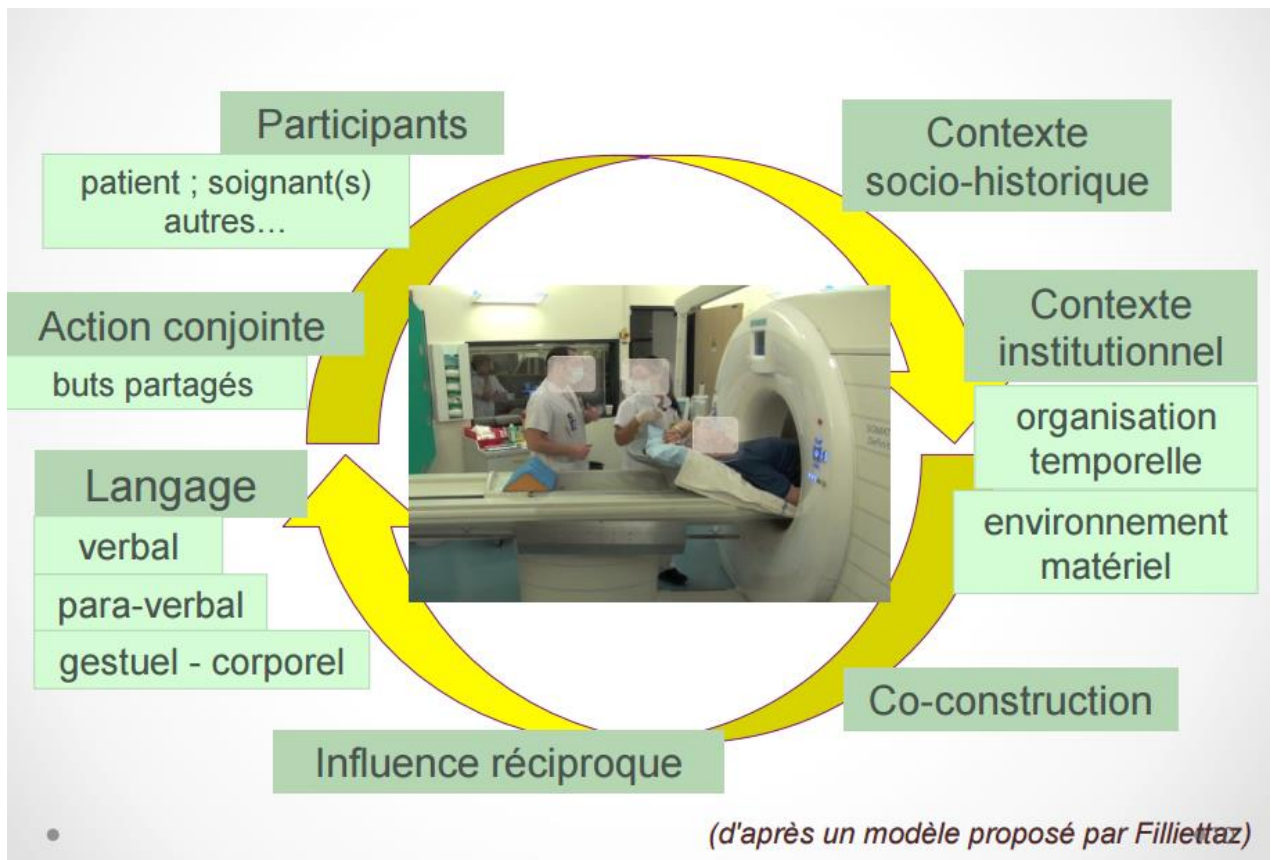 Participants
patient ; soignant(s)
autres…
Action conjointe
buts partagés
Langage
verbal
para-verbal
gestuel - corporel
Influence réciproque
Contexte
socio-historique
Contexte
institutionnel
organisation
temporelle
environnement
matériel
Co-construction
(d'après un modèle proposé par Filliettaz)